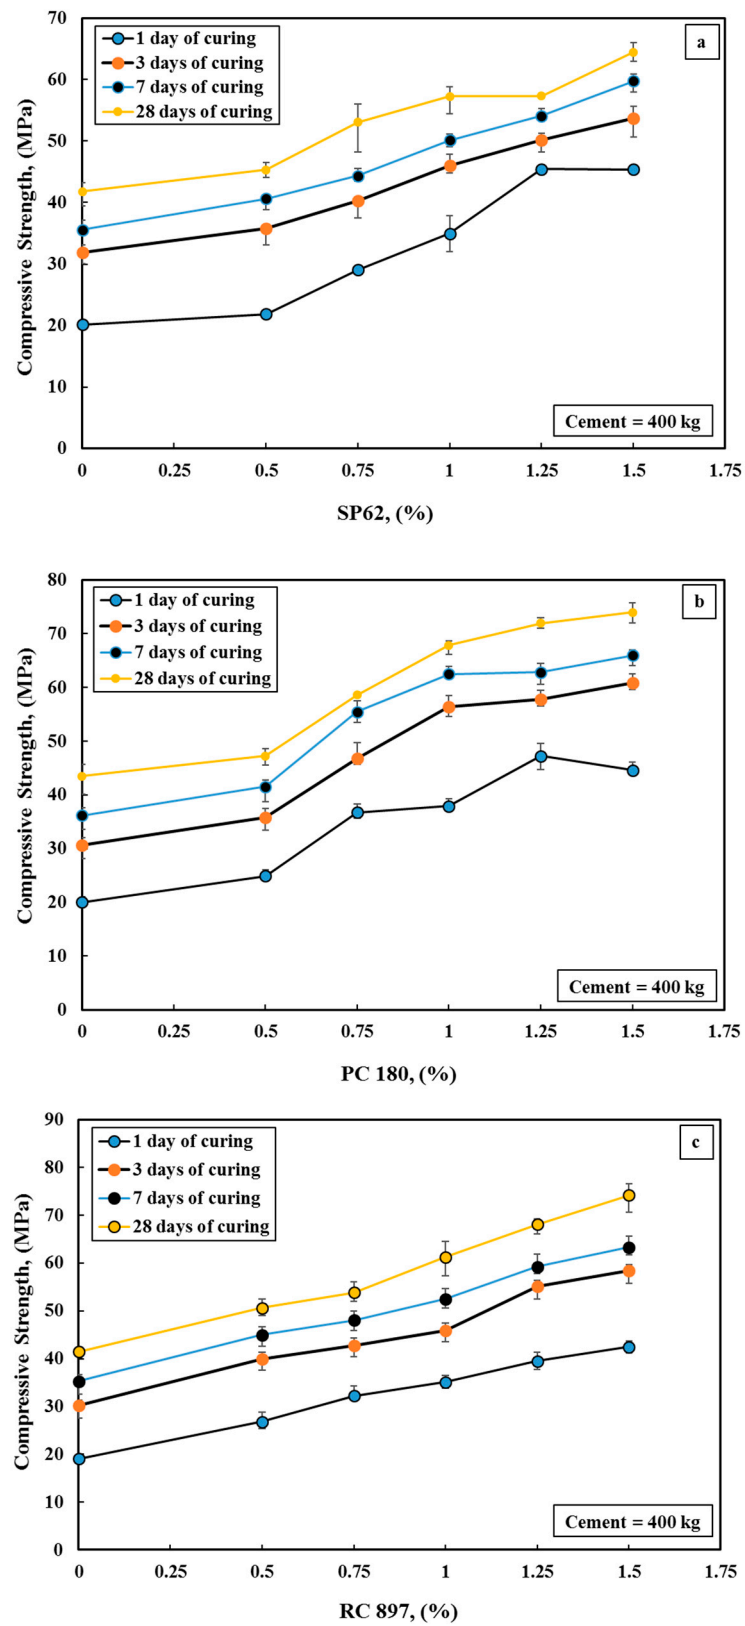 70
60
50
40
30
20
10
0
Compressive Strength, (MPa)
1 day of curing
3 days of curing
7 days of curing
28 days of curing
a
Cement = 400 kg
0 0.25 0.5 0.75 1 1.25 1.5 1.75
SP62, (%)
80
70
60
50
40
30
20
10
0
Compressive Strength, (MPa)
1 day of curing
3 days of curing
7 days of curing
28 days of curing
b
Cement = 400 kg
0 0.25 0.5 0.75 1 1.25 1.5 1.75
PC 180, (%)
90
80
70
60
50
40
30
20
10
0
Compressive Strength, (MPa)
1 day of curing
3 days of curing
7 days of curing
28 days of curing
c
Cement = 400 kg
0 0.25 0.5 0.75 1 1.25 1.5 1.75
RC 897, (%)